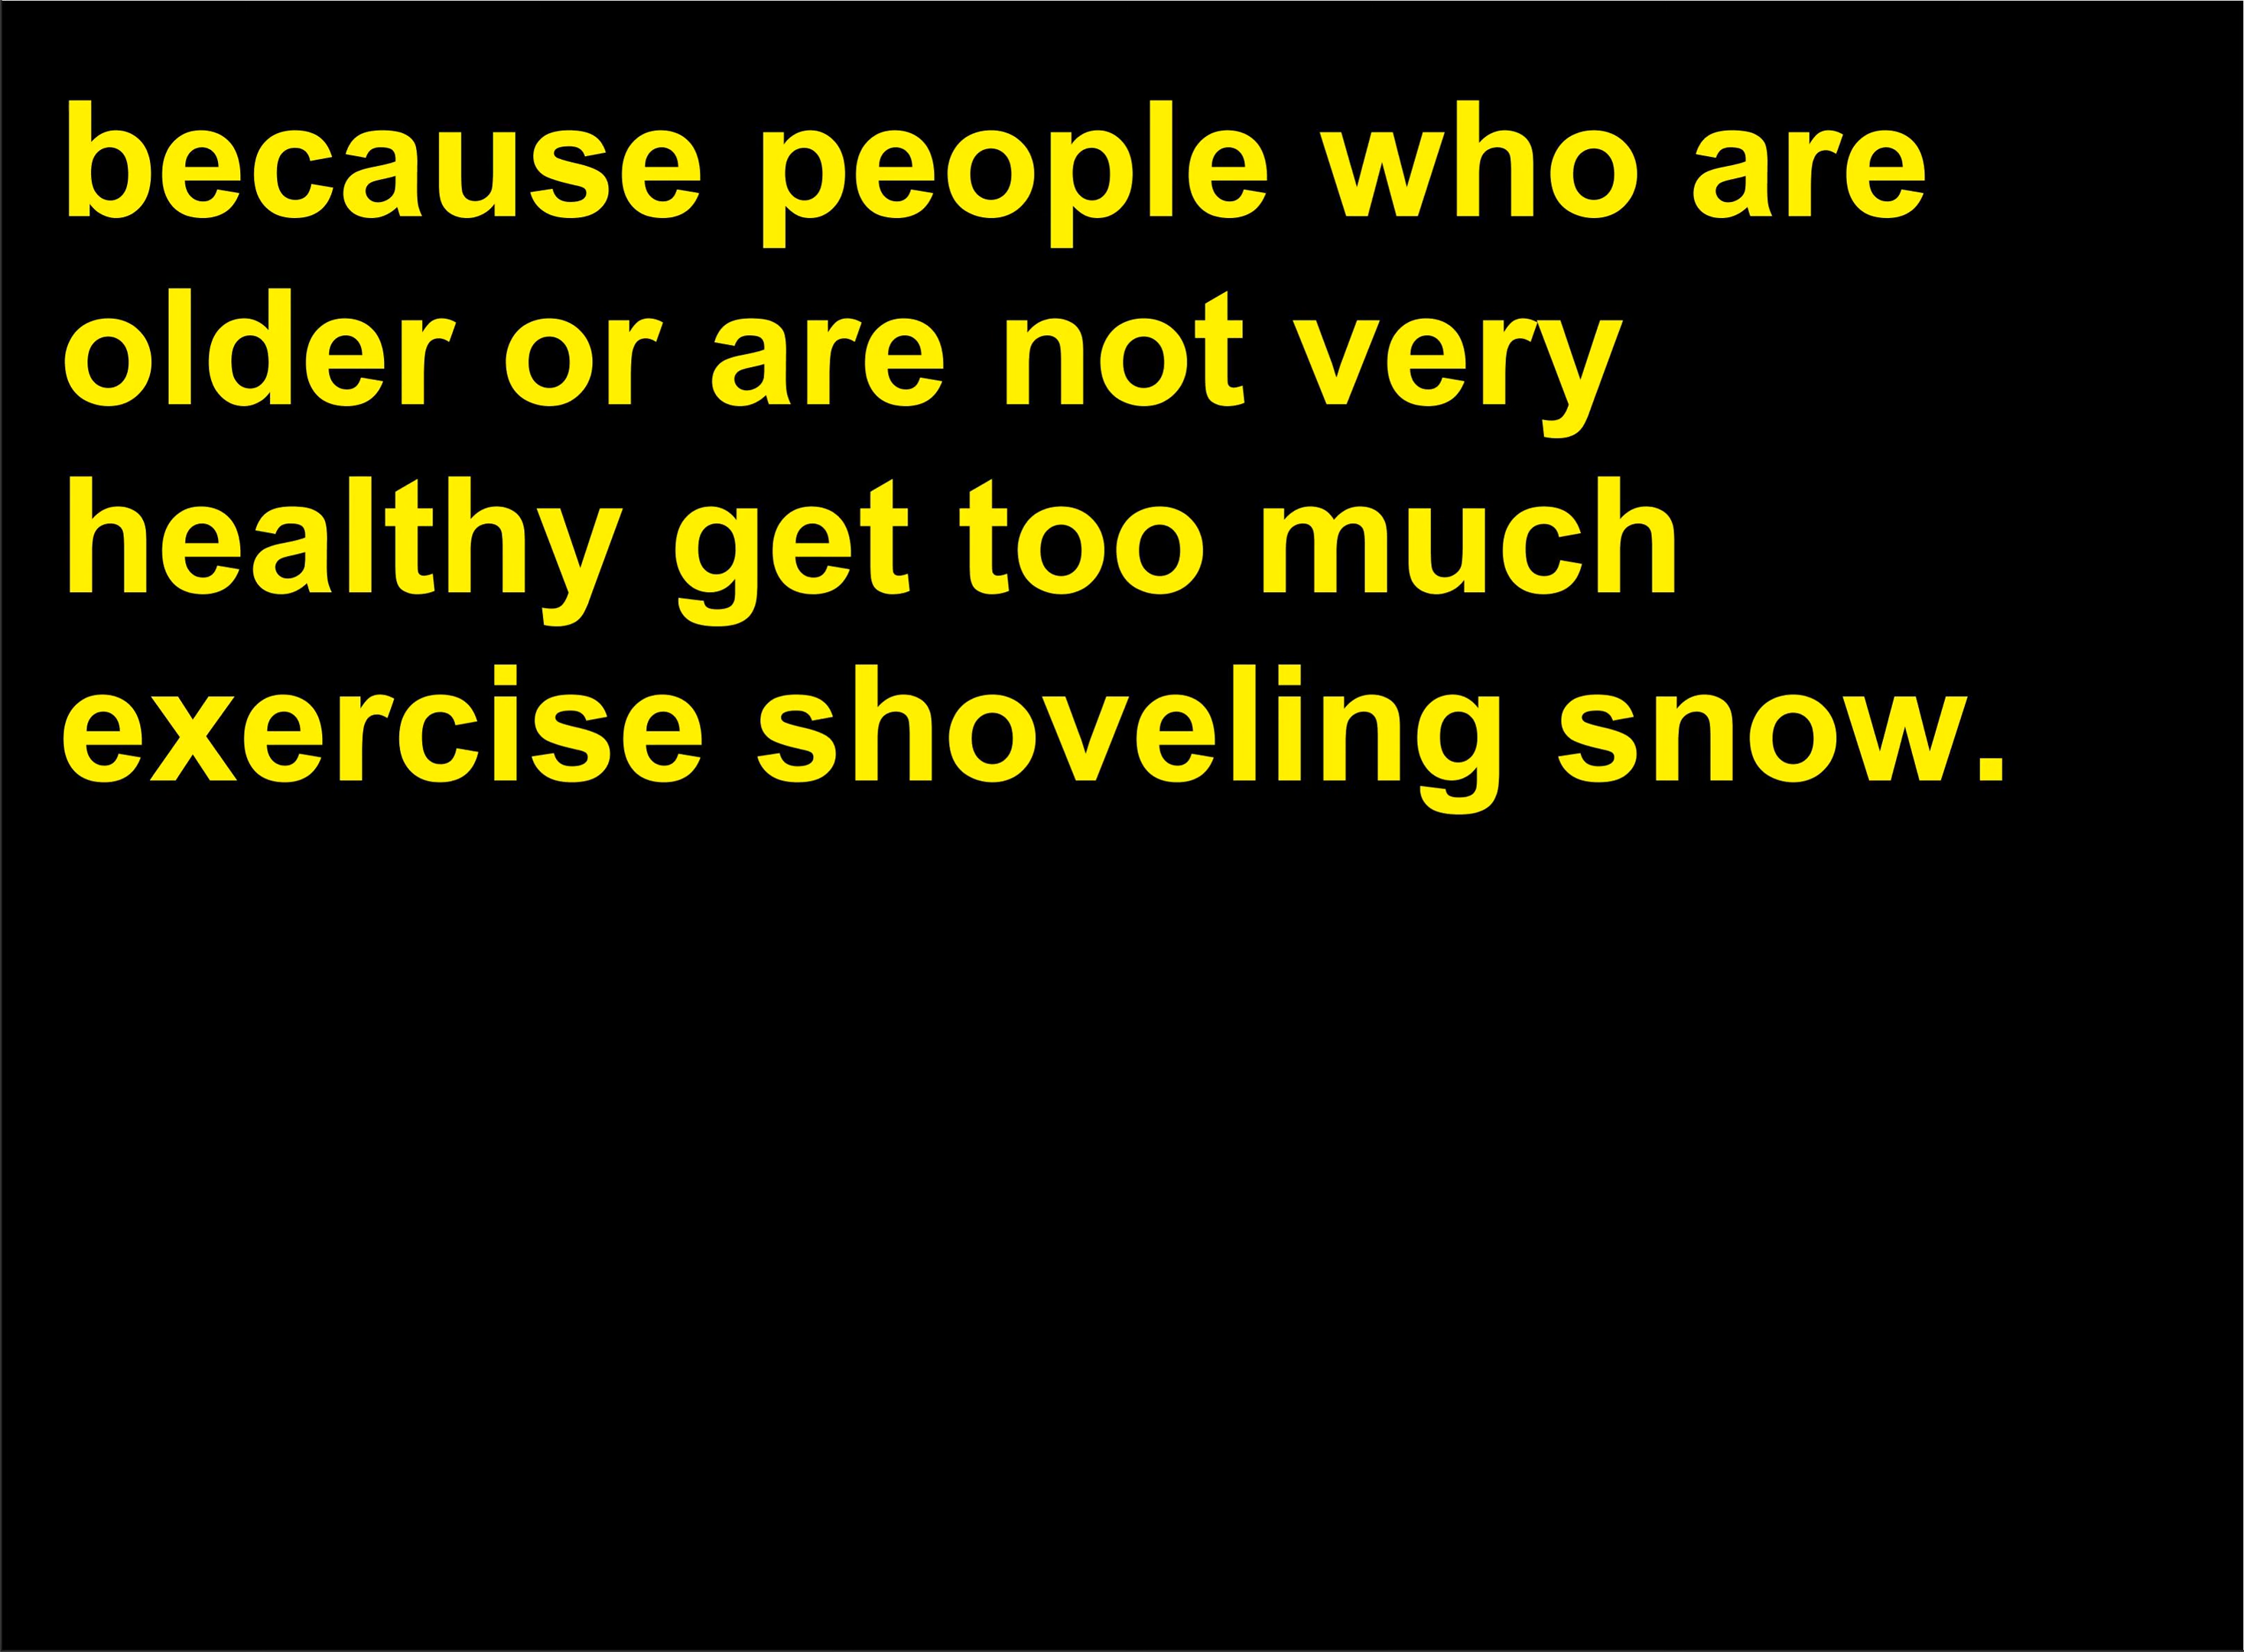 because people who are
older or are not very
healthy get too much
exercise shoveling snow.